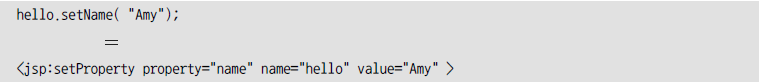 hello.setName( "Amy");
=
<jsp:setProperty property="name" name="hello" value="Amy" >